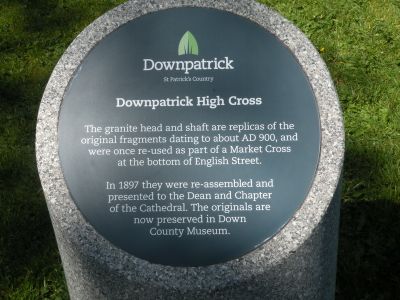 Downpatrick
St Patrick's Country
Downpatrick High Cross
The granite head and shaft are replicas of the
original fragments dating to about AD 900, and
were once re-used as part of a Market Cross
at the bottom of English Street.
In 1897 they were re-assembled and
presented to the Dean and Chapter
of the Cathedral. The originals are
now preserved in Down
County Museum.